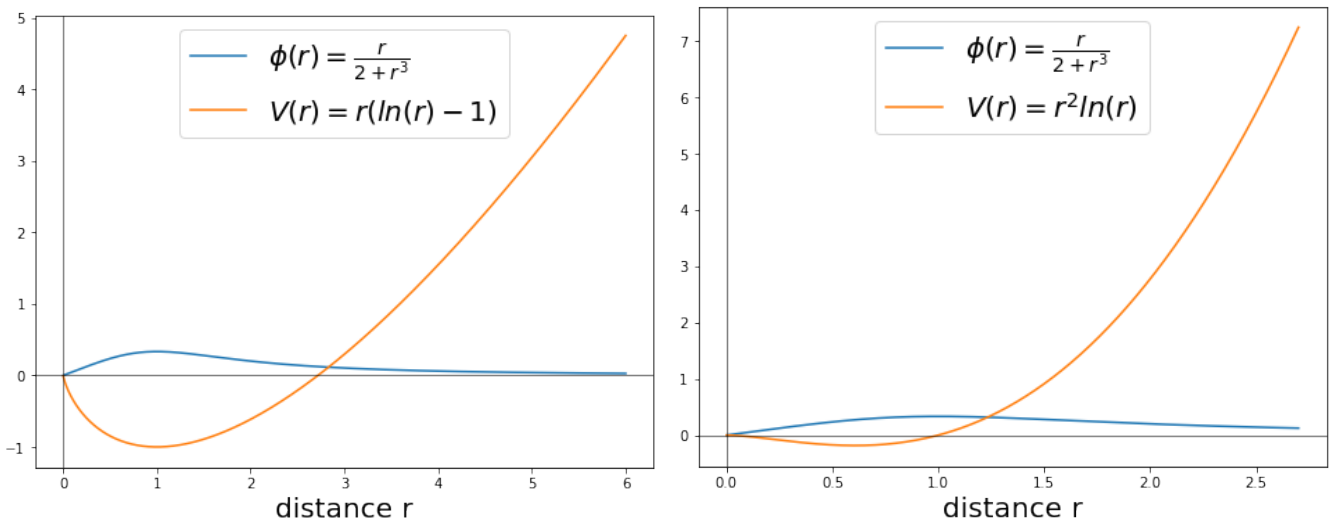 5
4
3
2
1
0
−1
ϕ(r) = r/(2 + r³)
V(r) = r(ln(r) − 1)
0 1 2 3 4 5 6
distance r
7
6
5
4
3
2
1
0
ϕ(r) = r/(2 + r³)
V(r) = r²ln(r)
0.0 0.5 1.0 1.5 2.0 2.5
distance r